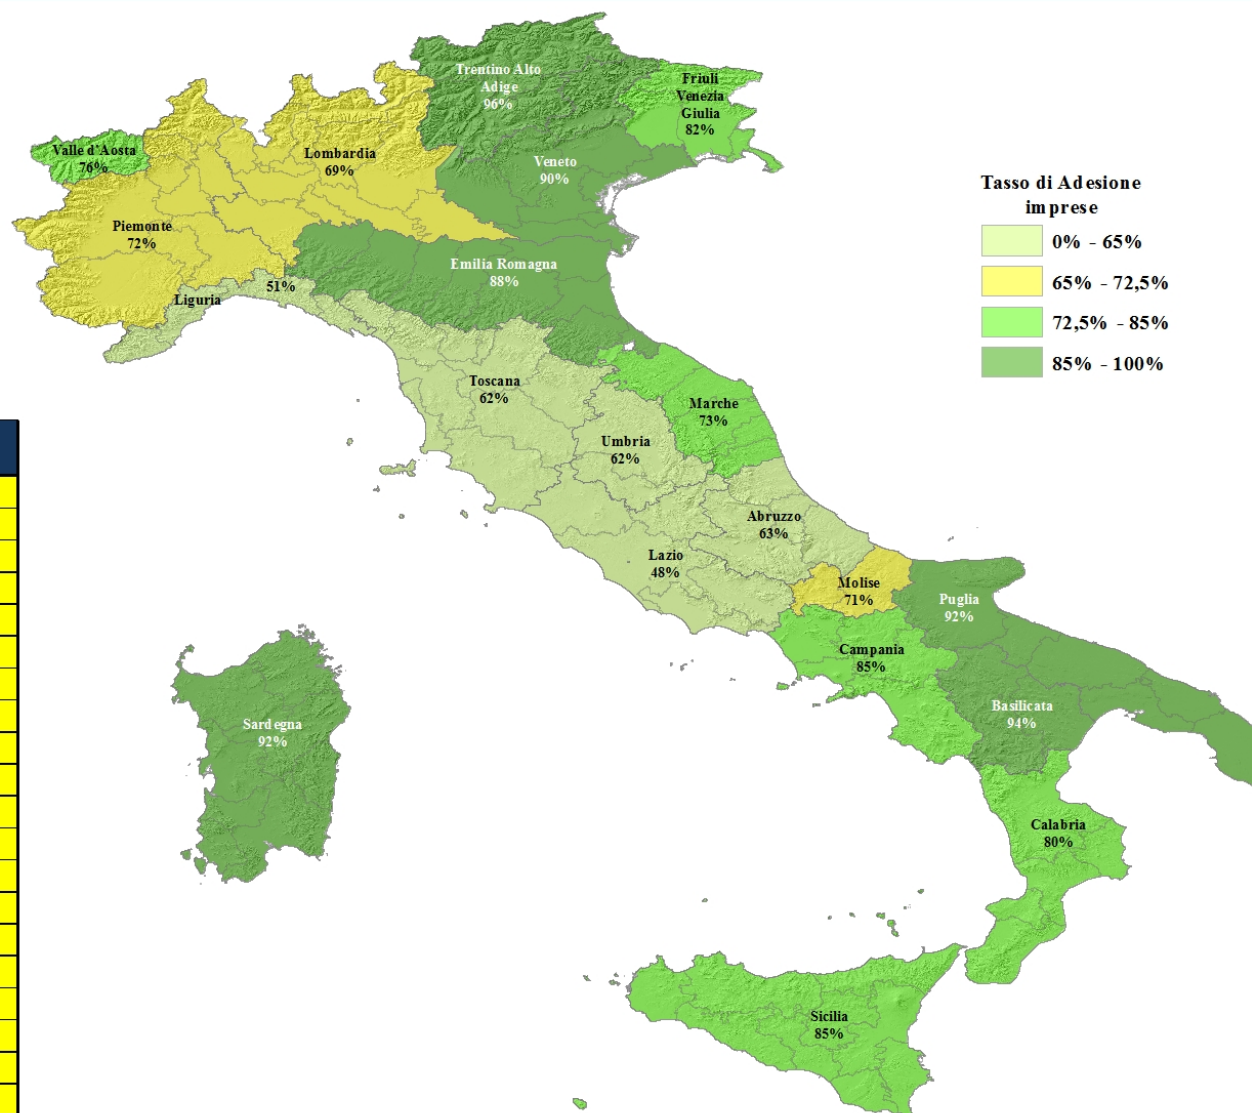 Trentino Alto
Adige
96%
Friuli
Venezia
Giulia
82%
Valle d'Aosta
76%
Lombardia
69%
Veneto
90%
Tasso di Adesione
imprese
0% - 65%
65% - 72,5%
72,5% - 85%
85% - 100%
Piemonte
72%
Emilia Romagna
88%
Liguria
51%
Toscana
62%
Marche
73%
Umbria
62%
Abruzzo
63%
Lazio
48%
Molise
71%
Puglia
92%
Campania
85%
Basilicata
94%
Sardegna
92%
Calabria
80%
Sicilia
85%